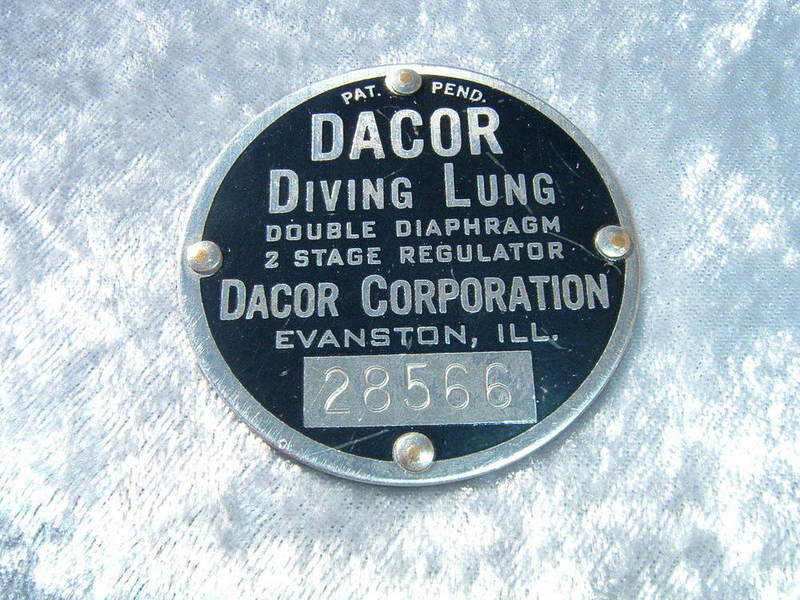 PAT. PEND.
DACOR
DIVING LUNG
DOUBLE DIAPHRAGM
2 STAGE REGULATOR
DACOR CORPORATION
EVANSTON, ILL.
28566